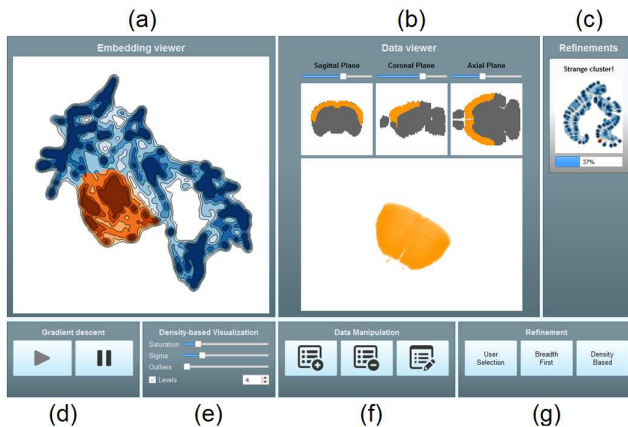 (a) (b) (c)
Embedding viewer
Data viewer
Refinements
Sagittal Plane Coronal Plane Axial Plane
Strange cluster!
37%
Gradient descent
Density-based Visualization
Saturation
Sigma
Outliers
Levels 4
Data Manipulation
Refinement
User Selection
Breadth First
Density Based
(d) (e) (f) (g)